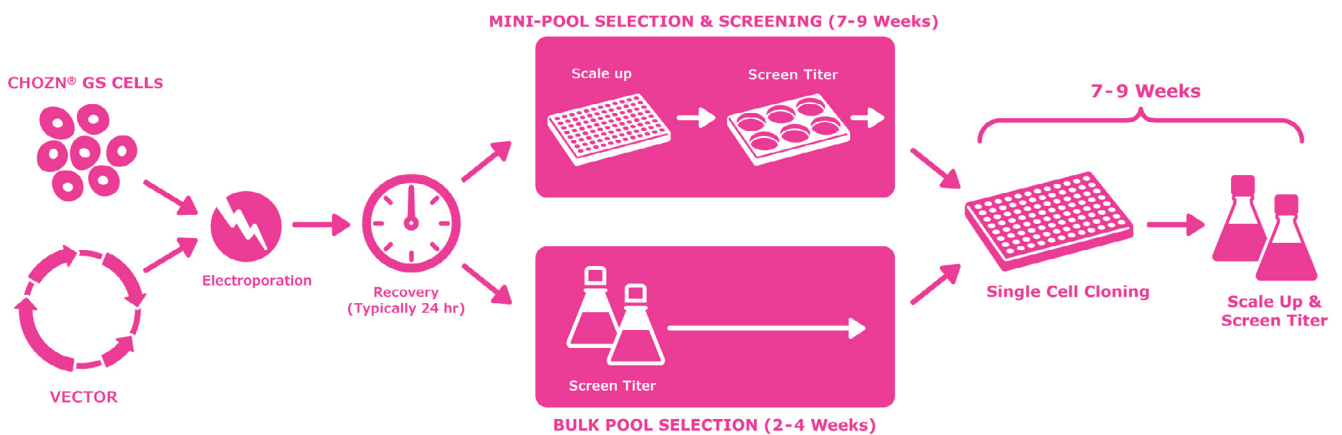 MINI-POOL SELECTION & SCREENING (7-9 Weeks)
CHOZN® GS CELLS
Scale up
Screen Titer
7-9 Weeks
Electroporation
Recovery
(Typically 24 hr)
Single Cell Cloning
Scale Up &
Screen Titer
Screen Titer
VECTOR
BULK POOL SELECTION (2-4 Weeks)